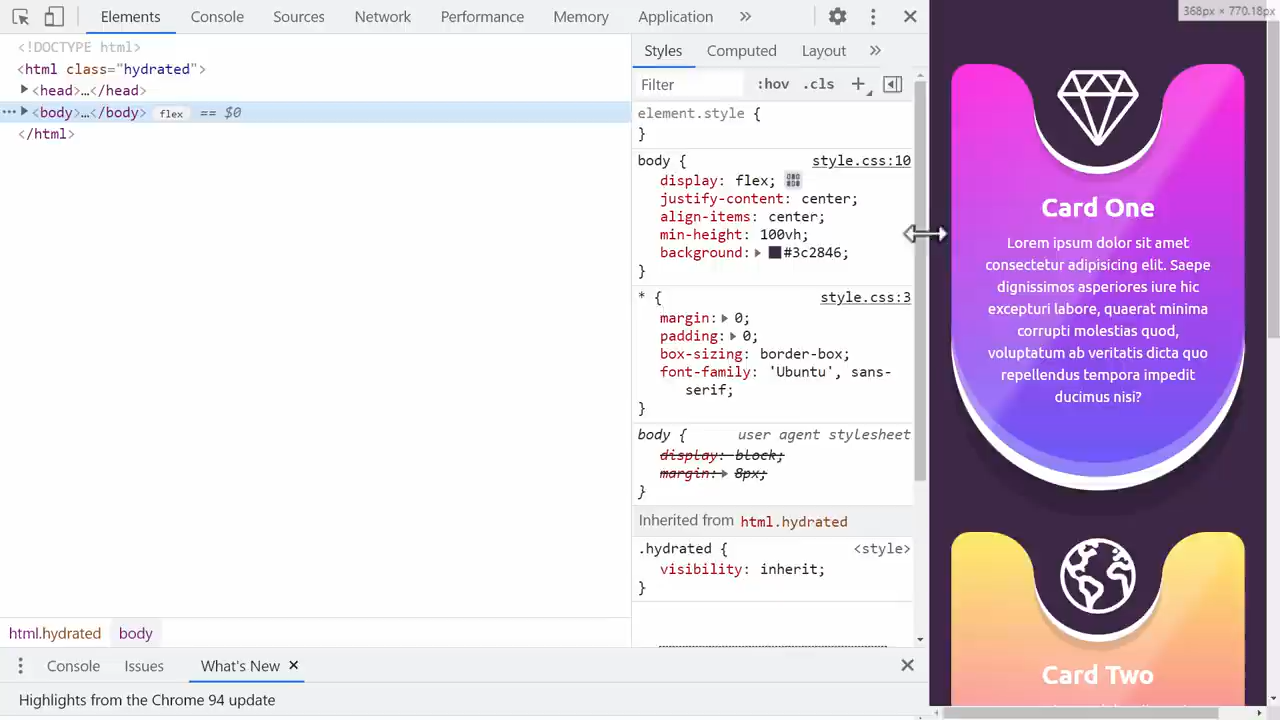 Elements Console Sources Network Performance Memory Application
<!DOCTYPE html>
<html class="hydrated">
<head>…</head>
<body>…</body> flex == $0
</html>
html.hydrated body
Styles Computed Layout
Filter :hov .cls
element.style {
}
body { style.css:10
display: flex;
justify-content: center;
align-items: center;
min-height: 100vh;
background: #3c2846;
}
* { style.css:3
margin: 0;
padding: 0;
box-sizing: border-box;
font-family: 'Ubuntu', sans-
serif;
}
body { user agent stylesheet
display: block;
margin: 8px;
}
Inherited from html.hydrated
.hydrated { <style>
visibility: inherit;
}
Console Issues What's New
Highlights from the Chrome 94 update
368px × 770.18px
Card One
Lorem ipsum dolor sit amet
consectetur adipisicing elit. Saepe
dignissimos asperiores iure hic
excepturi labore, quaerat minima
corrupti molestias quod,
voluptatum ab veritatis dicta quo
repellendus tempora impedit
ducimus nisi?
Card Two